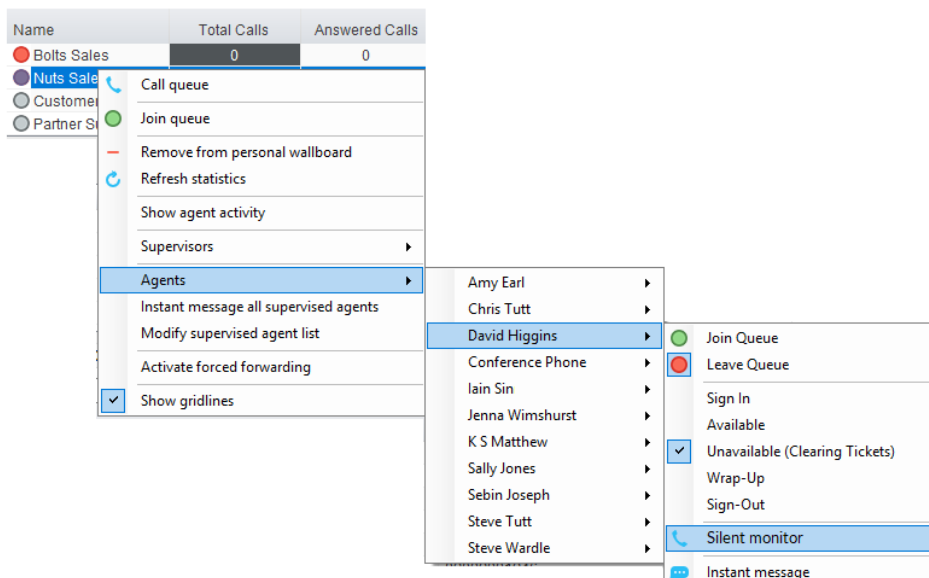 Name Total Calls Answered Calls
Bolts Sales 0 0
Nuts Sale
Customer
Partner S
Call queue
Join queue
Remove from personal wallboard
Refresh statistics
Show agent activity
Supervisors
Agents
Instant message all supervised agents
Modify supervised agent list
Activate forced forwarding
Show gridlines
Amy Earl
Chris Tutt
David Higgins
Conference Phone
Iain Sin
Jenna Wimshurst
K S Matthew
Sally Jones
Sebin Joseph
Steve Tutt
Steve Wardle
Join Queue
Leave Queue
Sign In
Available
Unavailable (Clearing Tickets)
Wrap-Up
Sign-Out
Silent monitor
Instant message